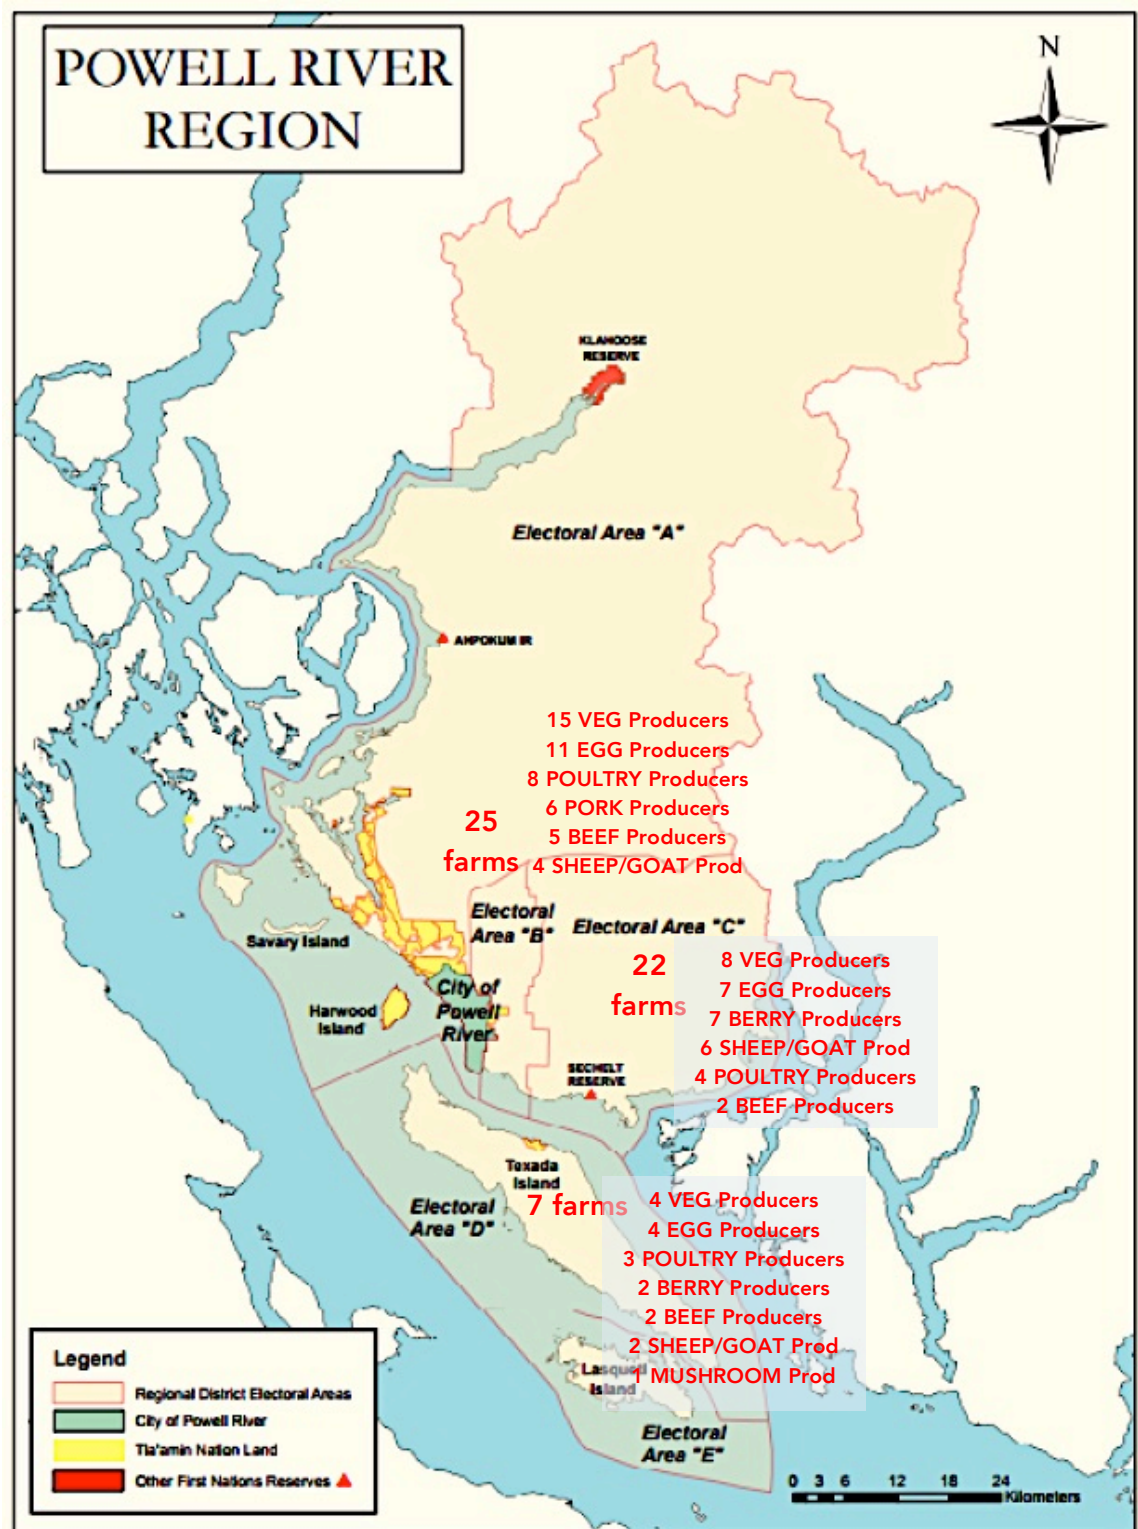 POWELL RIVER
REGION
N
KLAHOOSE
RESERVE
Electoral Area "A"
AHPOKUM IR
15 VEG Producers
11 EGG Producers
8 POULTRY Producers
6 PORK Producers
5 BEEF Producers
4 SHEEP/GOAT Prod
25
farms
Electoral
Area "B"
Electoral Area "C"
22
farms
8 VEG Producers
7 EGG Producers
7 BERRY Producers
6 SHEEP/GOAT Prod
4 POULTRY Producers
2 BEEF Producers
Savary Island
Harwood
Island
City of
Powell
River
SECHELT
RESERVE
Texada
Island
7 farms
Electoral
Area "D"
4 VEG Producers
4 EGG Producers
3 POULTRY Producers
2 BERRY Producers
2 BEEF Producers
2 SHEEP/GOAT Prod
1 MUSHROOM Prod
Lasqueti
Island
Electoral
Area "E"
Legend
Regional District Electoral Areas
City of Powell River
Tla'amin Nation Land
Other First Nations Reserves
0 3 6 12 18 24
Kilometers